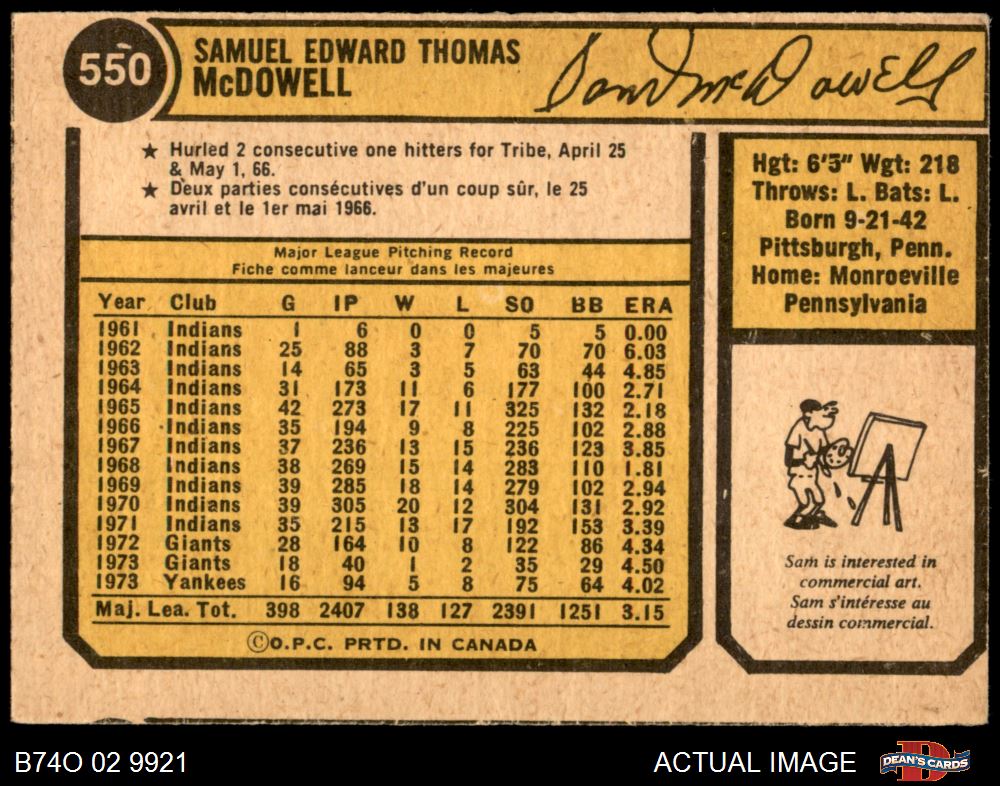 550
SAMUEL EDWARD THOMAS
McDOWELL
Sam McDowell
★ Hurled 2 consecutive one hitters for Tribe, April 25
& May 1, 66.
★ Deux parties consécutives d'un coup sûr, le 25
avril et le 1er mai 1966.
Hgt: 6'5" Wgt: 218
Throws: L. Bats: L.
Born 9-21-42
Pittsburgh, Penn.
Home: Monroeville
Pennsylvania
Major League Pitching Record
Fiche comme lanceur dans les majeures
Year Club G IP W L SO BB ERA
1961 Indians 1 6 0 0 5 5 0.00
1962 Indians 25 88 3 7 70 70 6.03
1963 Indians 14 65 3 5 63 44 4.85
1964 Indians 31 173 11 6 177 100 2.71
1965 Indians 42 273 17 11 325 132 2.18
1966 Indians 35 194 9 8 225 102 2.88
1967 Indians 37 236 13 15 236 123 3.85
1968 Indians 38 269 15 14 283 110 1.81
1969 Indians 39 285 18 14 279 102 2.94
1970 Indians 39 305 20 12 304 131 2.92
1971 Indians 35 215 13 17 192 153 3.39
1972 Giants 28 164 10 8 122 86 4.34
1973 Giants 18 40 1 2 35 29 4.50
1973 Yankees 16 94 5 8 75 64 4.02
Maj. Lea. Tot. 398 2407 138 127 2391 1251 3.15
©O.P.C. PRTD. IN CANADA
Sam is interested in
commercial art.
Sam s'intéresse au
dessin commercial.
B74O 02 9921
ACTUAL IMAGE
D
DEAN'S CARDS